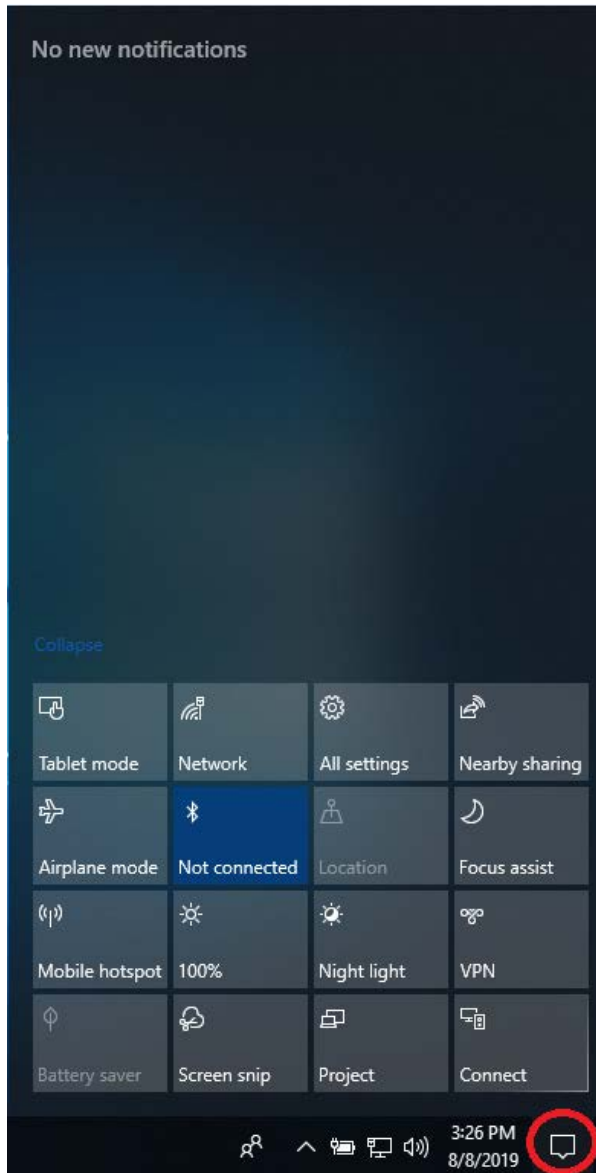 No new notifications
Collapse
Tablet mode
Network
All settings
Nearby sharing
Airplane mode
Not connected
Location
Focus assist
Mobile hotspot
100%
Night light
VPN
Battery saver
Screen snip
Project
Connect
3:26 PM
8/8/2019